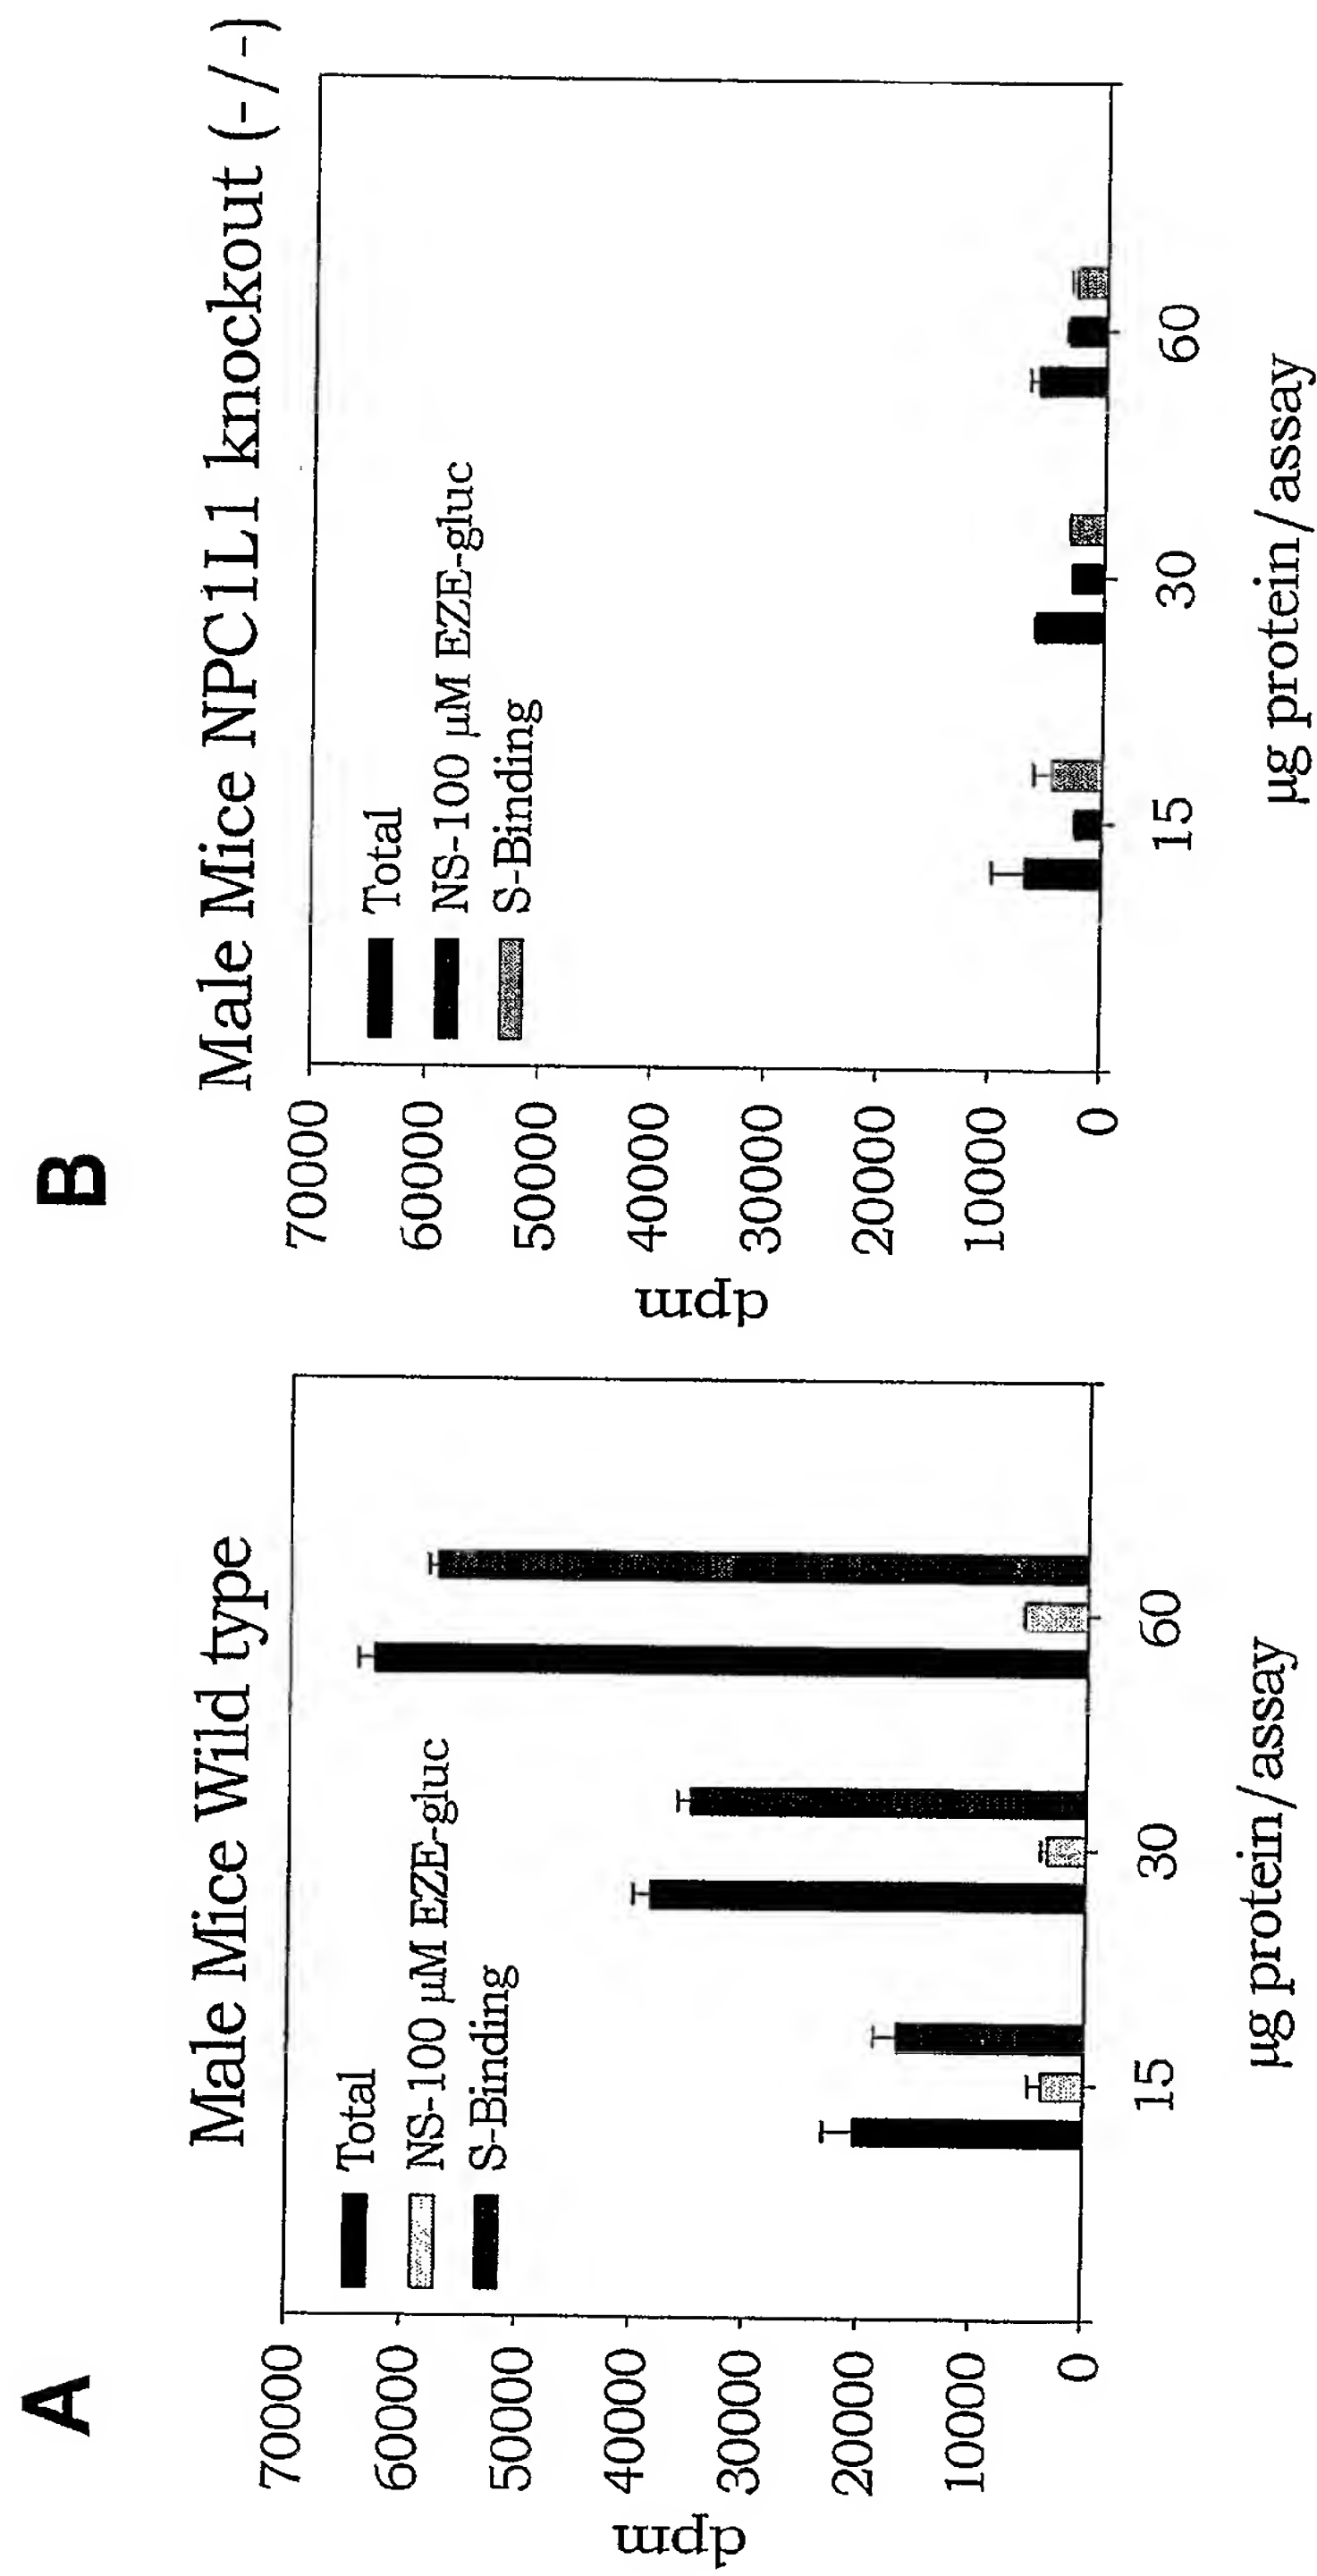 A
Male Mice Wild type
70000
60000
50000
40000
30000
20000
10000
0
dpm
Total
NS-100 µM EZE-gluc
S-Binding
15
30
60
µg protein/assay
B
Male Mice NPC1L1 knockout (-/-)
70000
60000
50000
40000
30000
20000
10000
0
dpm
Total
NS-100 µM EZE-gluc
S-Binding
15
30
60
µg protein/assay